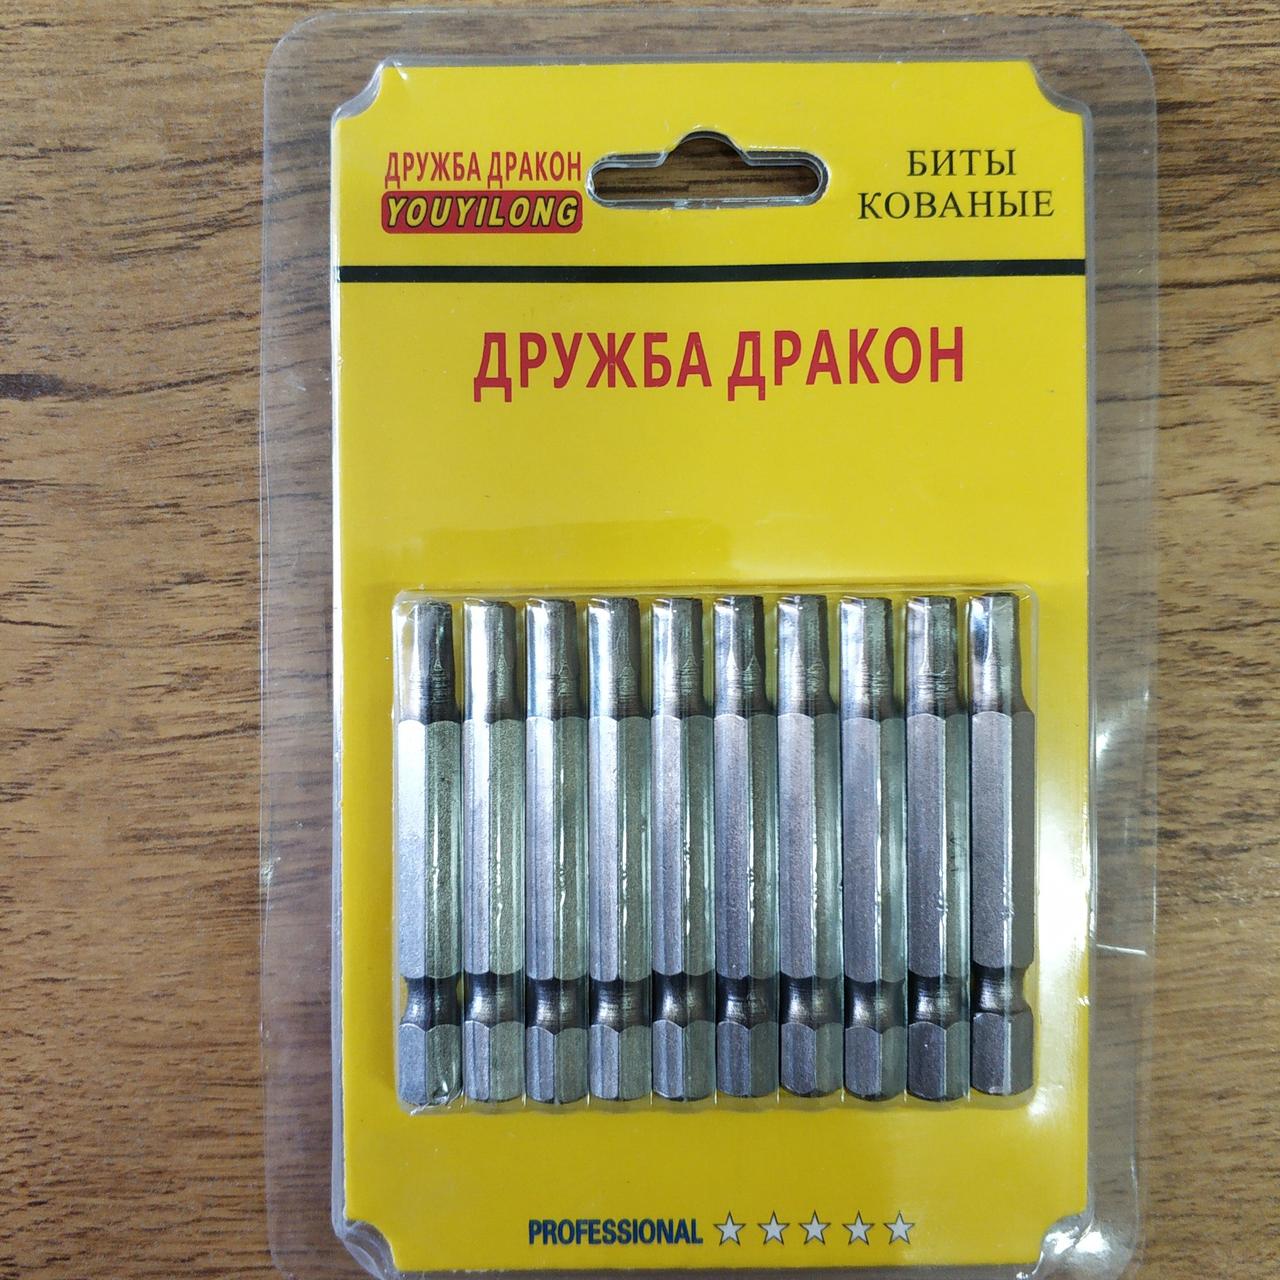 ДРУЖБА ДРАКОН
YOUYILONG
БИТЫ
КОВАНЫЕ
ДРУЖБА ДРАКОН
PROFESSIONAL